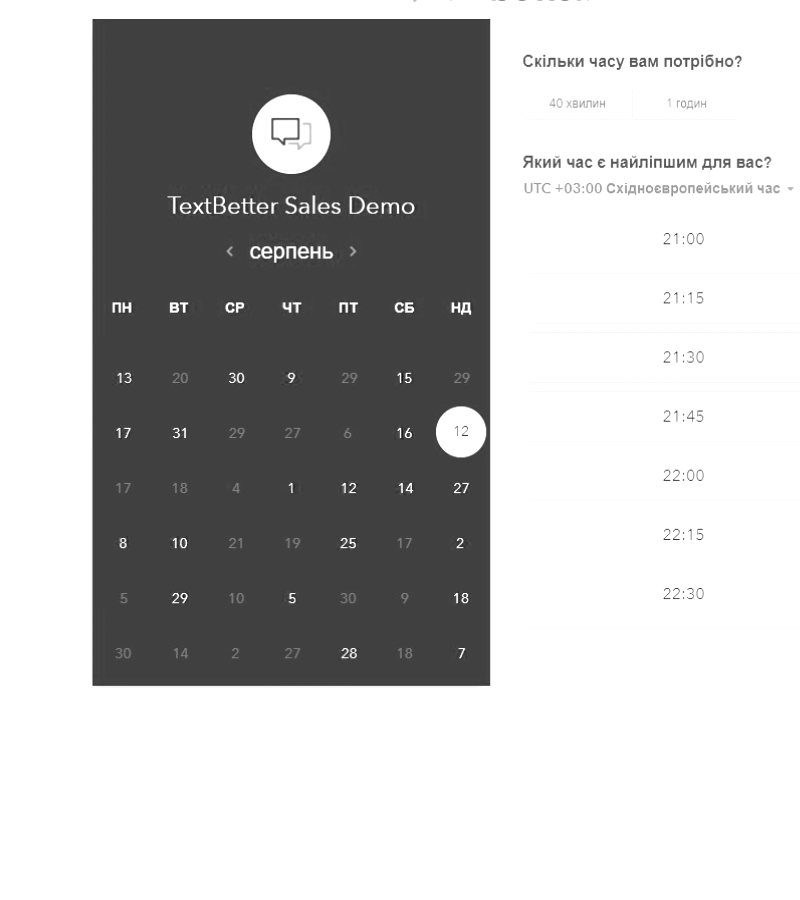 TextBetter Sales Demo
‹ серпень ›
ПН ВТ СР ЧТ ПТ СБ НД
13 20 30 9 29 15 29
17 31 29 27 6 16 12
17 18 4 1 12 14 27
8 10 21 19 25 17 2
5 29 10 5 30 9 18
30 14 2 27 28 18 7
Скільки часу вам потрібно?
40 хвилин 1 годин
Який час є найліпшим для вас?
UTC +03:00 Східноєвропейський час
21:00
21:15
21:30
21:45
22:00
22:15
22:30